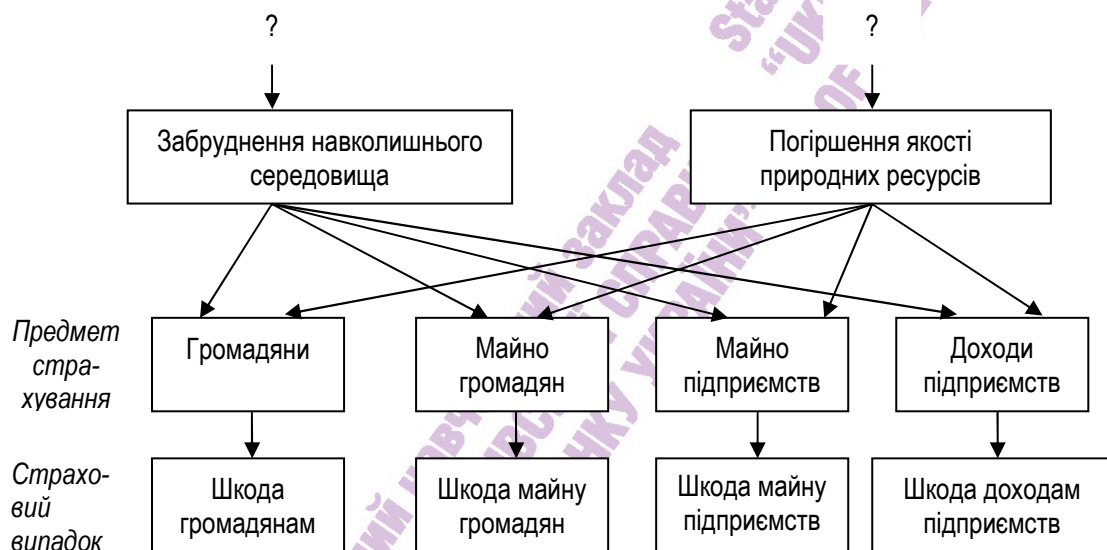 ? ?
Забруднення навколишнього
середовища
Погіршення якості
природних ресурсів
Предмет
стра-
хування
Громадяни
Майно
громадян
Майно
підприємств
Доходи
підприємств
Страхо-
вий
випадок
Шкода
громадянам
Шкода майну
громадян
Шкода майну
підприємств
Шкода доходам
підприємств